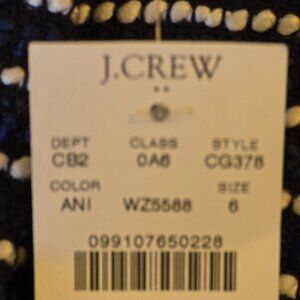 J.CREW
DEPT CLASS STYLE
CB2 0A6 CG378
COLOR SIZE
ANI WZ5588 6
099107650228